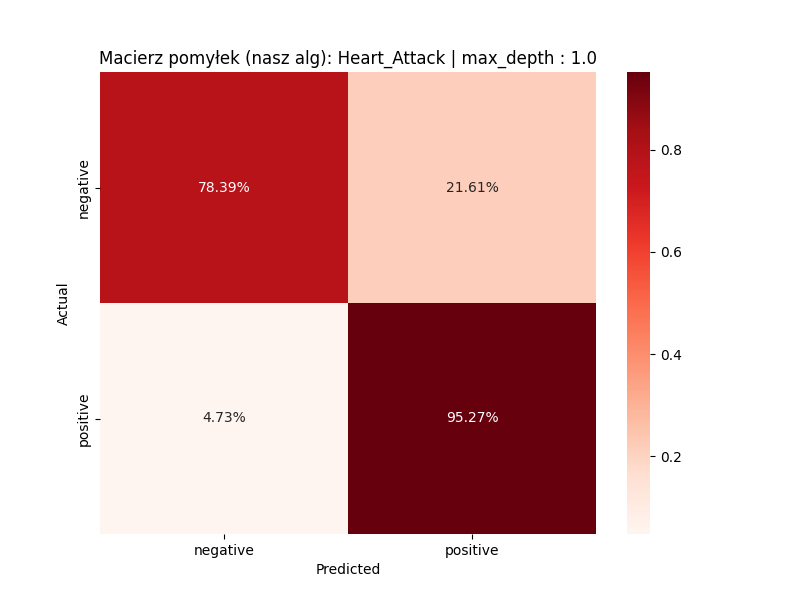 Macierz pomyłek (nasz alg): Heart_Attack | max_depth : 1.0
negative
78.39%
21.61%
0.8
0.6
Actual
0.4
positive
4.73%
95.27%
0.2
negative
positive
Predicted